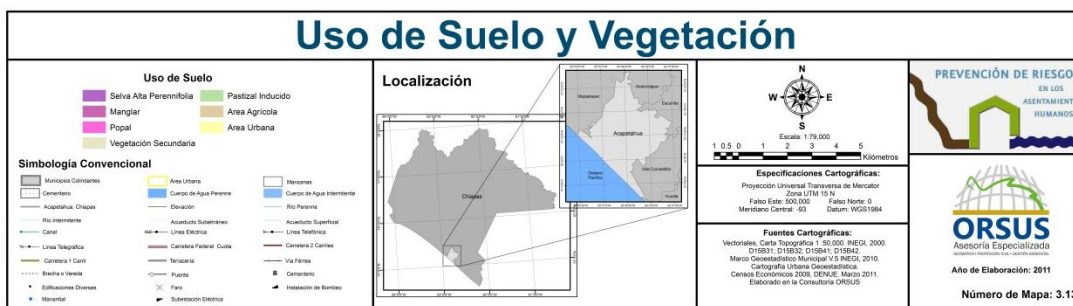 Uso de Suelo y Vegetación
Uso de Suelo
Selva Alta Perennifolia
Pastizal Inducido
Manglar
Area Agrícola
Popal
Area Urbana
Vegetación Secundaria
Simbología Convencional
Municipios Colindantes
Area Urbana
Manzanas
Cementerio
Cuerpo de Agua Perenne
Cuerpo de Agua Intermitente
Acapetahua, Chiapas
Elevación
Río Perenne
Río Intermitente
Acueducto Subetrráneo
Acueducto Superficial
Canal
Línea Eléctrica
Línea Telefónica
Línea Telegráfica
Carretera Federal Cuota
Carretera 2 Carriles
Carretera 1 Carril
Terracería
Vía Férrea
Brecha o Vereda
Puente
Cementerio
Edificaciones Diversas
Faro
Instalación de Bombeo
Manantial
Subestación Eléctrica
Localización
Chiapas
Acapetahua
Océano
Pacífico
Villa Comaltitlán
Escuintla
Huixtla
N
W
E
S
Escala: 1:79,000
1 0.5 0 1 2 3 4 5
Kilómetros
Especificaciones Cartográficas:
Proyección Universal Transversa de Mercator
Zona UTM 15 N
Falso Este: 500,000 Falso Norte: 0
Meridiano Central: -93 Datum: WGS1984
Fuentes Cartográficas:
Vectoriales, Carta Topográfica 1 :50,000. INEGI, 2000.
D15B31; D15B32; D15B41; D15B42.
Marco Geoestadístico Municipal V.5 INEGI, 2010.
Cartografía Urbana Geoestadística.
Censos Económicos 2009, DENUE. Marzo 2011.
Elaborado en la Consultoría ORSUS
PREVENCIÓN DE RIESGO
EN LOS
ASENTAMIENT
HUMANOS
ORSUS
Asesoría Especializada
Año de Elaboración: 2011
Número de Mapa: 3.13